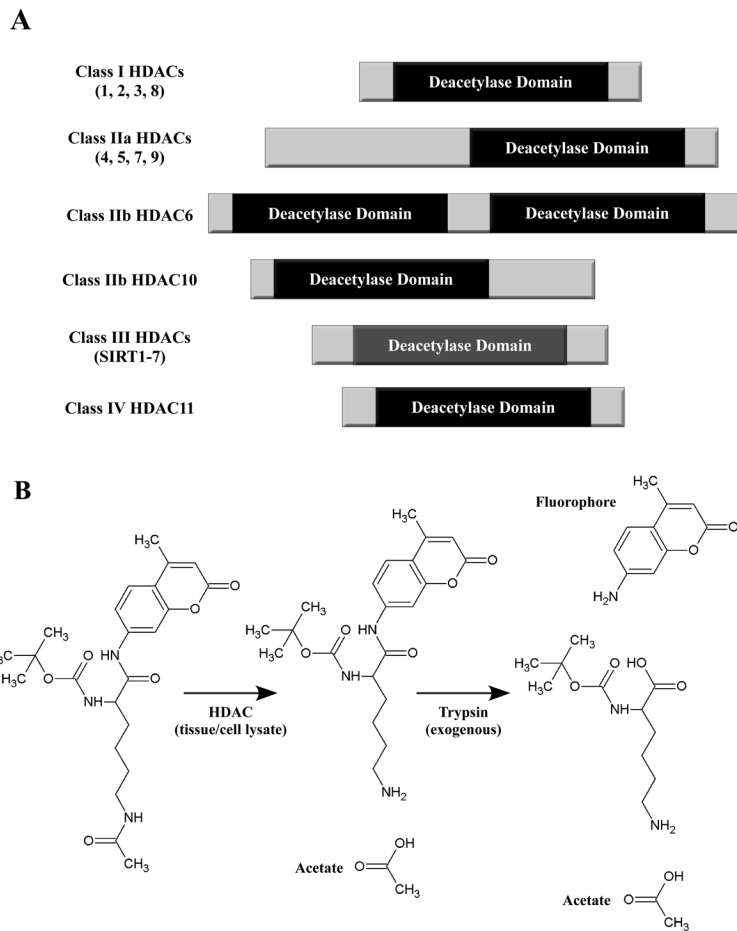 A
Class I HDACs
(1, 2, 3, 8)
Deacetylase Domain
Class IIa HDACs
(4, 5, 7, 9)
Deacetylase Domain
Class IIb HDAC6
Deacetylase Domain
Deacetylase Domain
Class IIb HDAC10
Deacetylase Domain
Class III HDACs
(SIRT1-7)
Deacetylase Domain
Class IV HDAC11
Deacetylase Domain
B
H₃C
O
O
HN
O
CH₃
H₃C
CH₃
O
O
NH
NH
O
CH₃
HDAC
(tissue/cell lysate)
H₃C
O
O
HN
O
CH₃
H₃C
CH₃
O
O
NH
NH₂
Acetate
O
OH
CH₃
Trypsin
(exogenous)
Fluorophore
H₃C
O
O
H₂N
CH₃
H₃C
CH₃
O
O
NH
HO
O
NH₂
Acetate
O
OH
CH₃